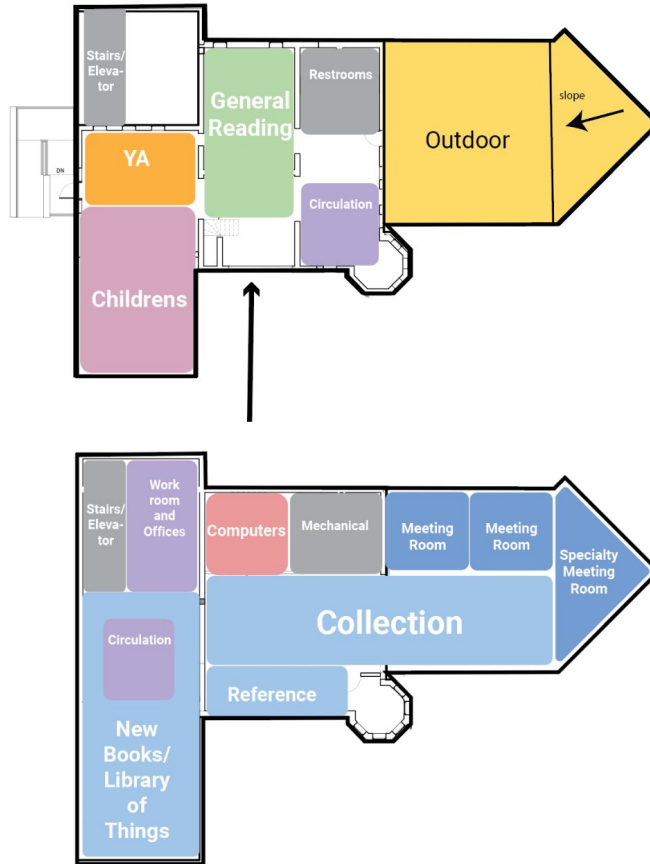 Stairs/
Eleva-
tor
General
Reading
Restrooms
slope
Outdoor
YA
DN
Circulation
Childrens
Stairs/
Eleva-
tor
Work
room
and
Offices
Computers
Mechanical
Meeting
Room
Meeting
Room
Specialty
Meeting
Room
Collection
Circulation
Reference
New
Books/
Library
of
Things